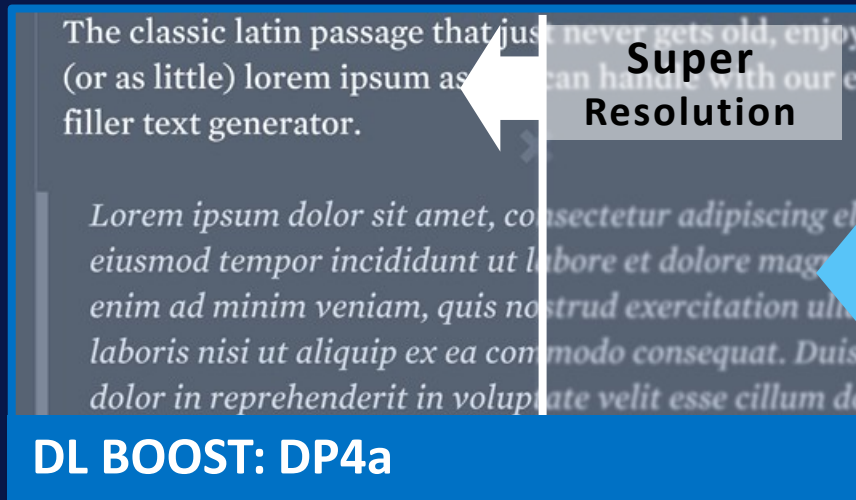 The classic latin passage that just never gets old, enjoy
(or as little) lorem ipsum as can handle with our
filler text generator.
Super
Resolution
Lorem ipsum dolor sit amet, consectetur adipiscing
eiusmod tempor incididunt ut labore et dolore
enim ad minim veniam, quis nostrud exercitation
laboris nisi ut aliquip ex ea commodo consequat. Duis
dolor in reprehenderit in voluptate velit esse cillum
DL BOOST: DP4a